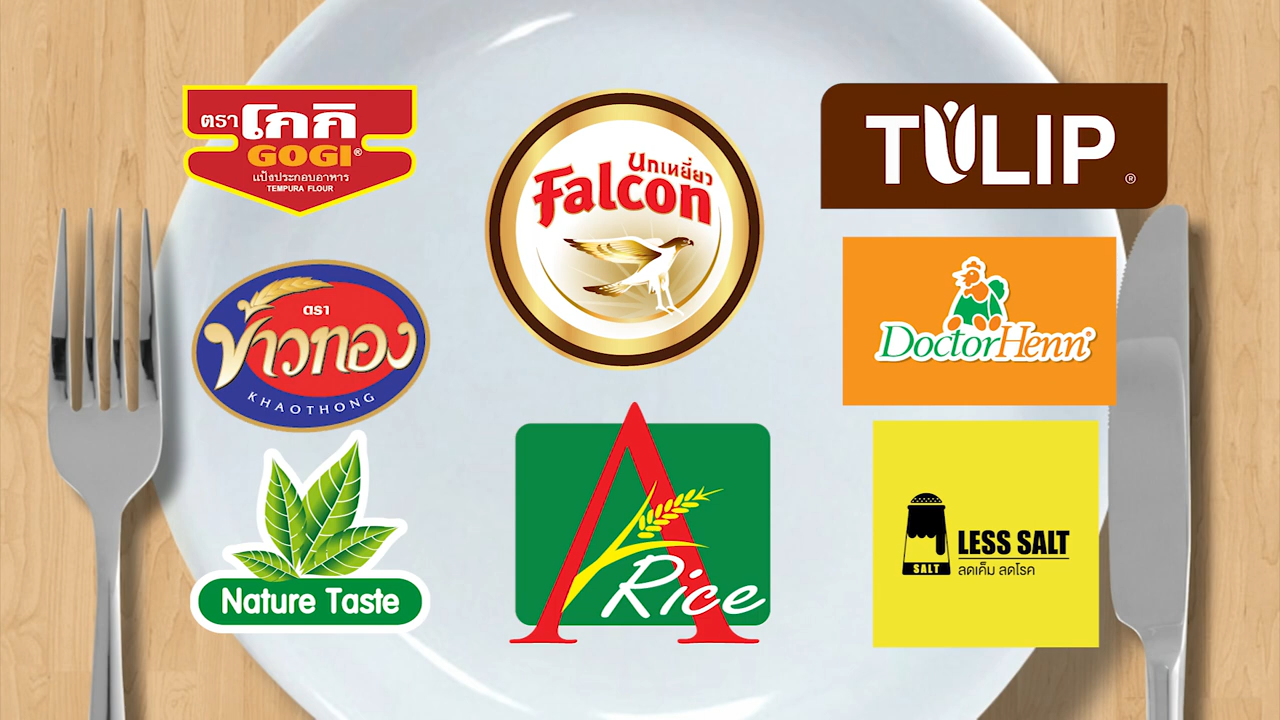 ตรา โกกิ
GOGI®
แป้งประกอบอาหาร
TEMPURA FLOUR
นกเหยี่ยว
Falcon
TULIP ®
ตรา
ข้าวทอง
KHAOTHONG
DoctorHenn®
Nature Taste
A
Rice
SALT
LESS SALT
ลดเค็ม ลดโรค